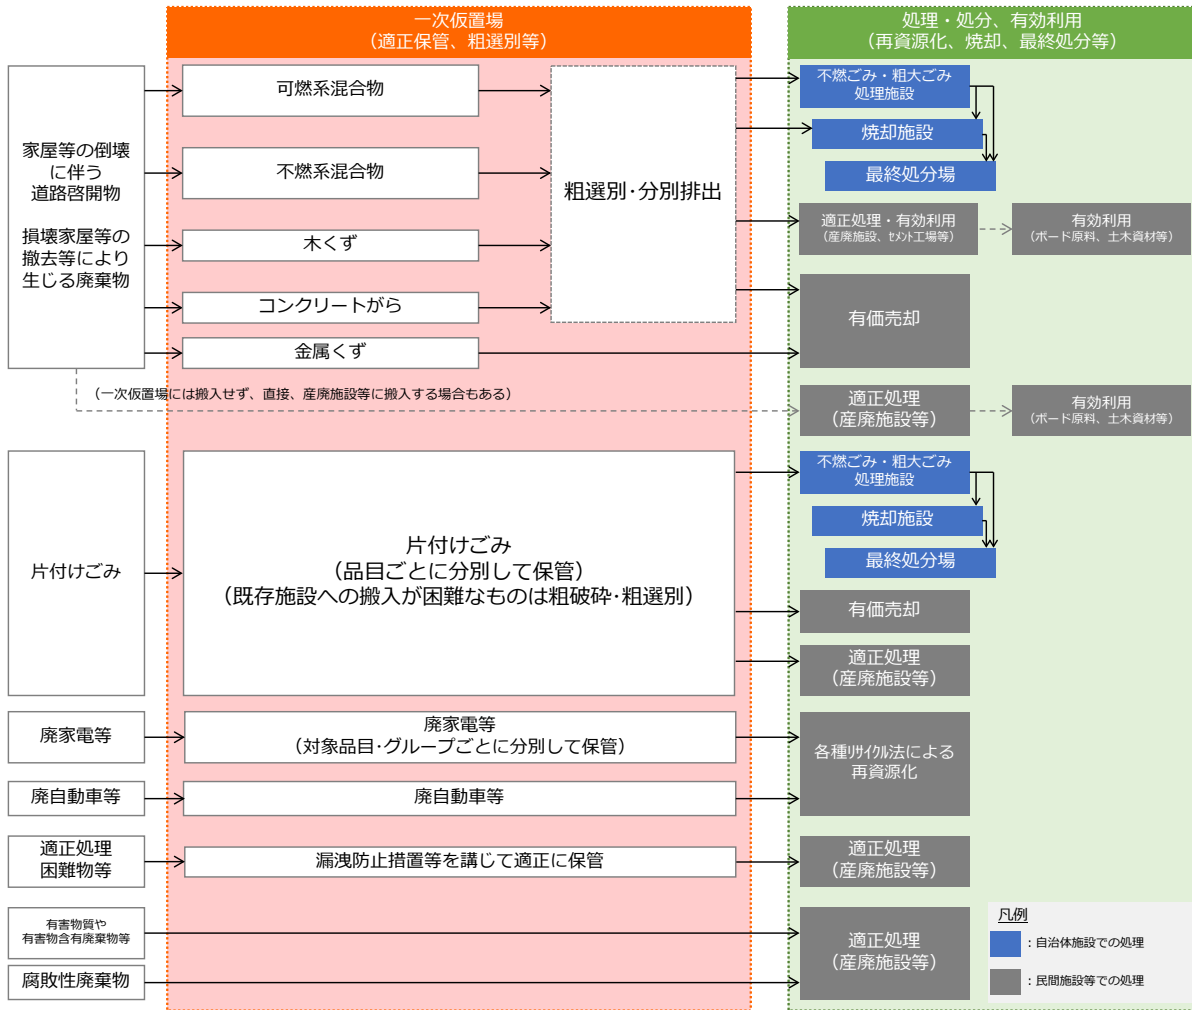 一次仮置場
（適正保管、粗選別等）
処理・処分、有効利用
（再資源化、焼却、最終処分等）
家屋等の倒壊
に伴う
道路啓開物
損壊家屋等の
撤去等により
生じる廃棄物
可燃系混合物
不燃系混合物
木くず
コンクリートがら
金属くず
粗選別・分別排出
不燃ごみ・粗大ごみ
処理施設
焼却施設
最終処分場
適正処理・有効利用
（産廃施設、ｾﾒﾝﾄ工場等）
有効利用
（ボード原料、土木資材等）
有価売却
（一次仮置場には搬入せず、直接、産廃施設等に搬入する場合もある）
適正処理
（産廃施設等）
有効利用
（ボード原料、土木資材等）
片付けごみ
片付けごみ
（品目ごとに分別して保管）
（既存施設への搬入が困難なものは粗破砕・粗選別）
不燃ごみ・粗大ごみ
処理施設
焼却施設
最終処分場
有価売却
適正処理
（産廃施設等）
廃家電等
廃家電等
（対象品目・グループごとに分別して保管）
各種ﾘｻｲｸﾙ法による
再資源化
廃自動車等
廃自動車等
適正処理
困難物等
漏洩防止措置等を講じて適正に保管
適正処理
（産廃施設等）
有害物質や
有害物含有廃棄物等
適正処理
（産廃施設等）
腐敗性廃棄物
凡例
：自治体施設での処理
：民間施設等での処理